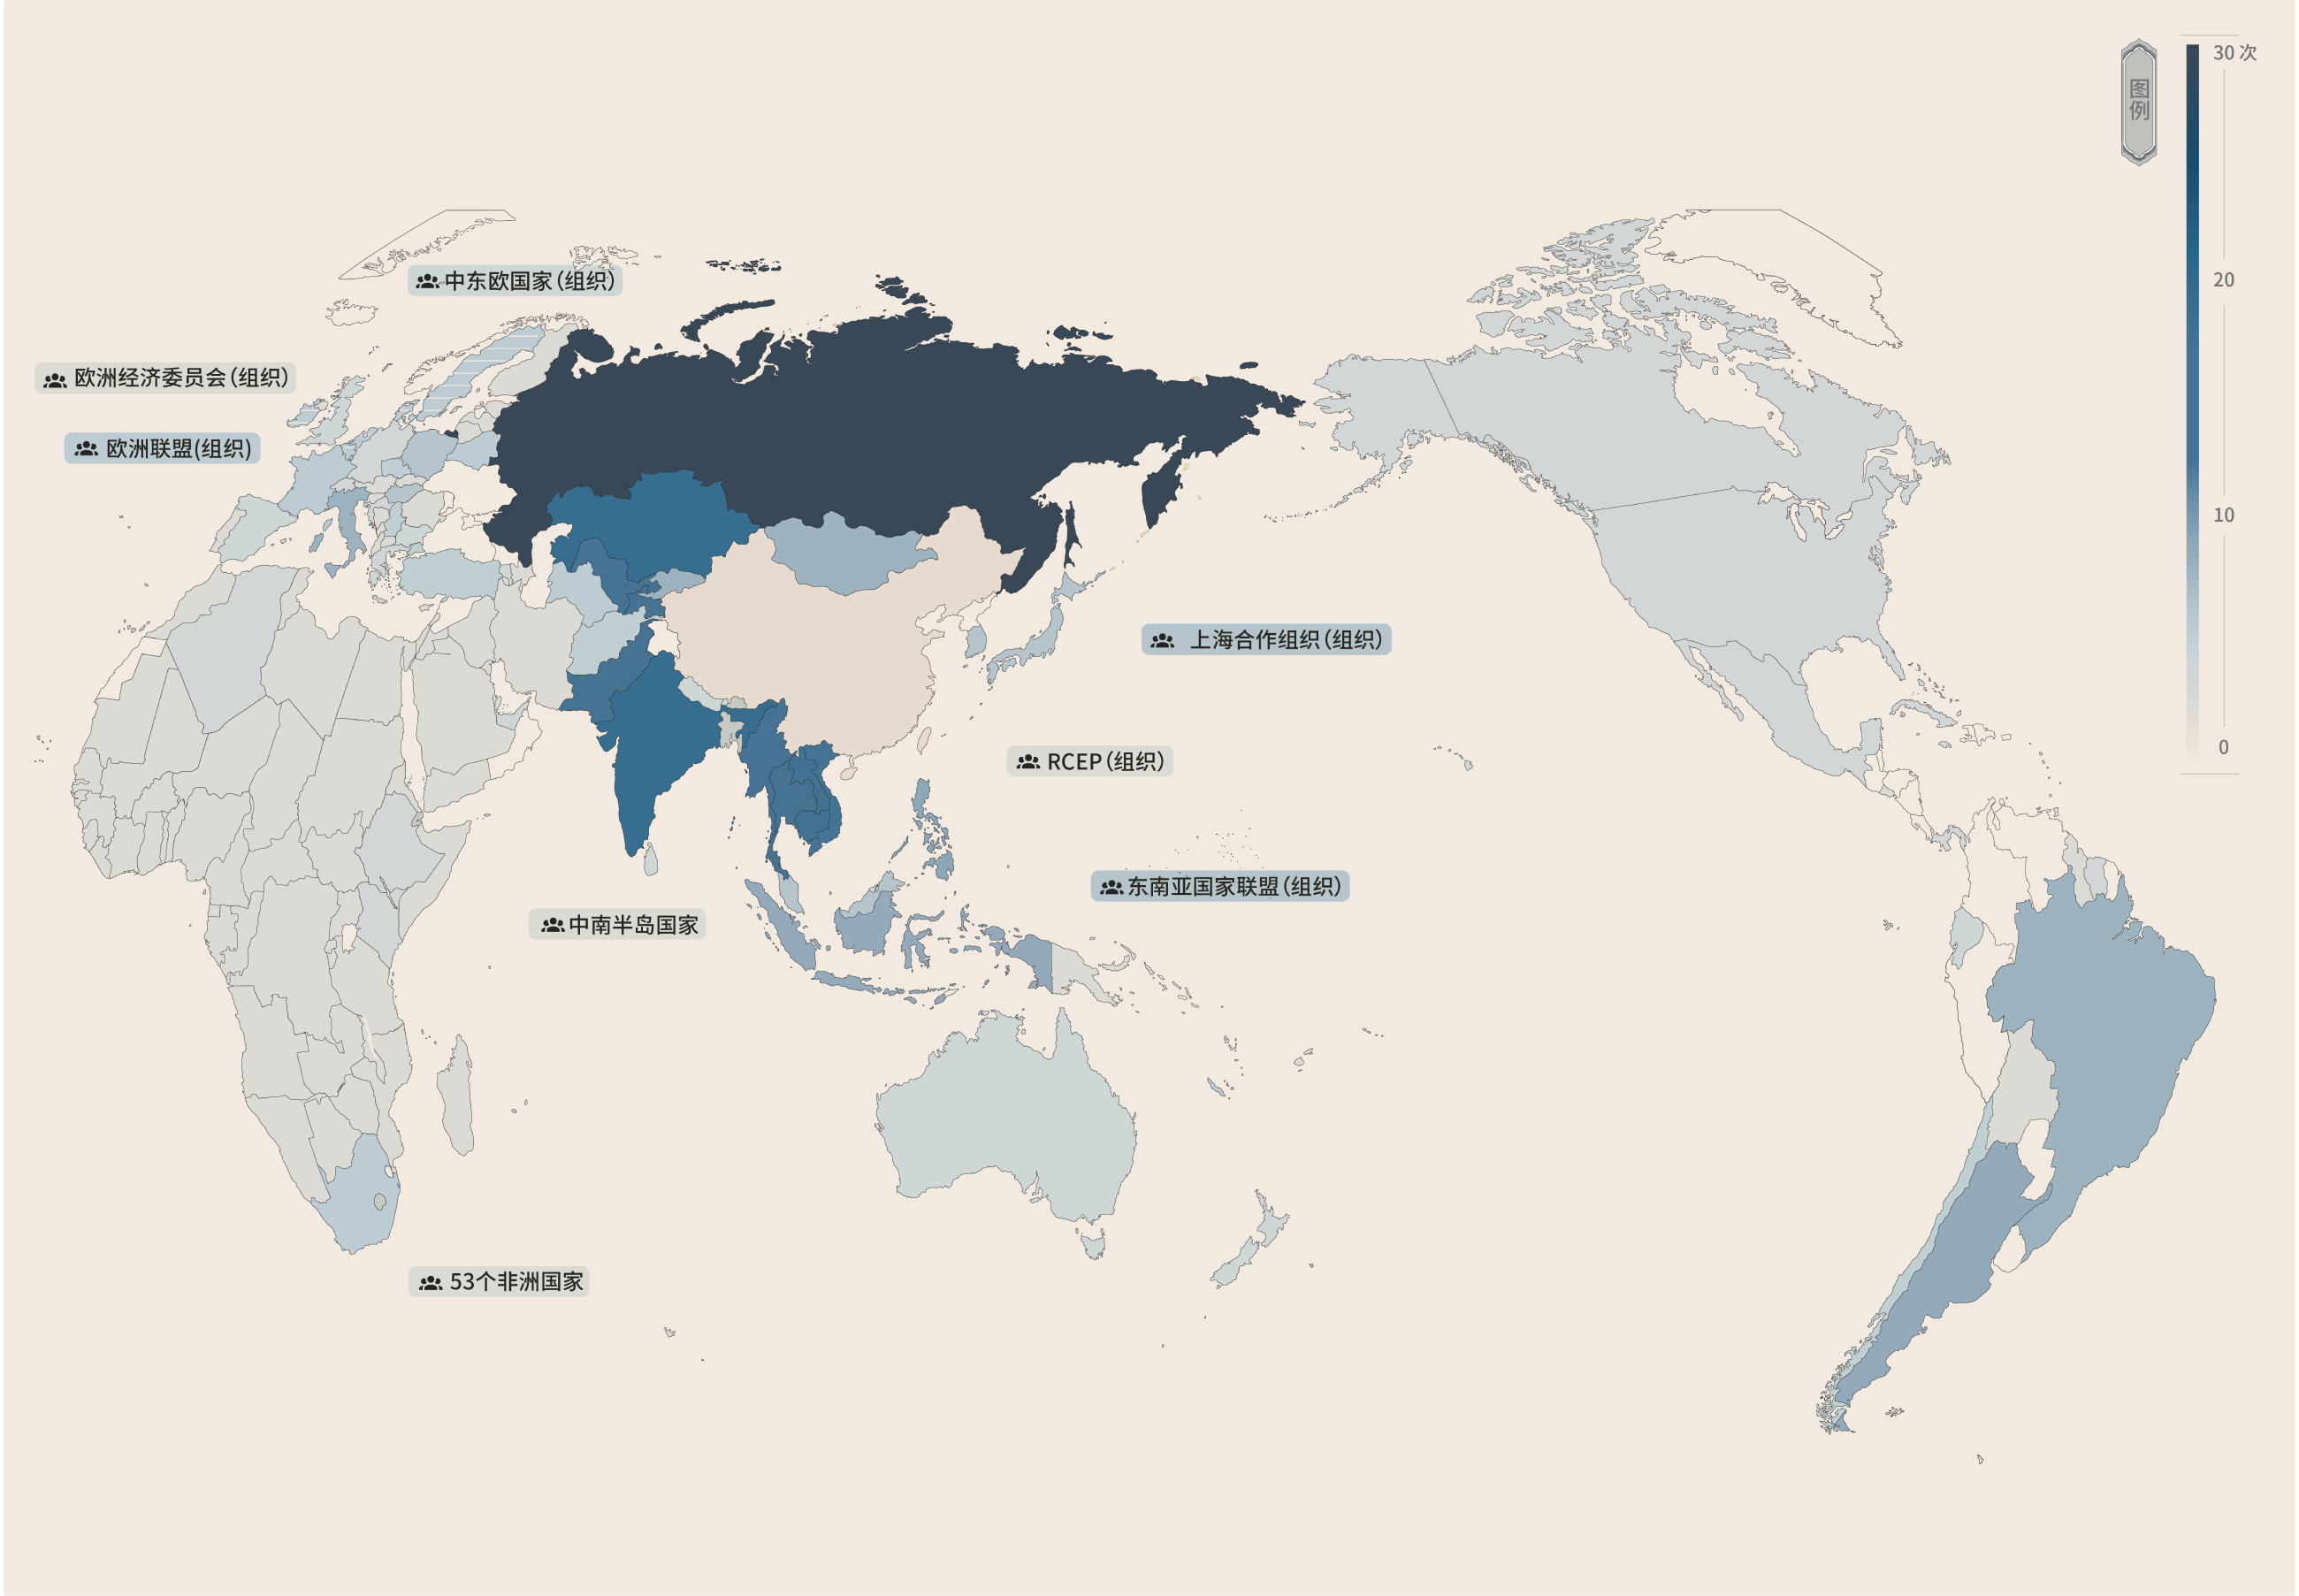 30 次
图例
20
10
0
中东欧国家（组织）
欧洲经济委员会（组织）
欧洲联盟(组织)
上海合作组织（组织）
RCEP（组织）
东南亚国家联盟（组织）
中南半岛国家
53个非洲国家